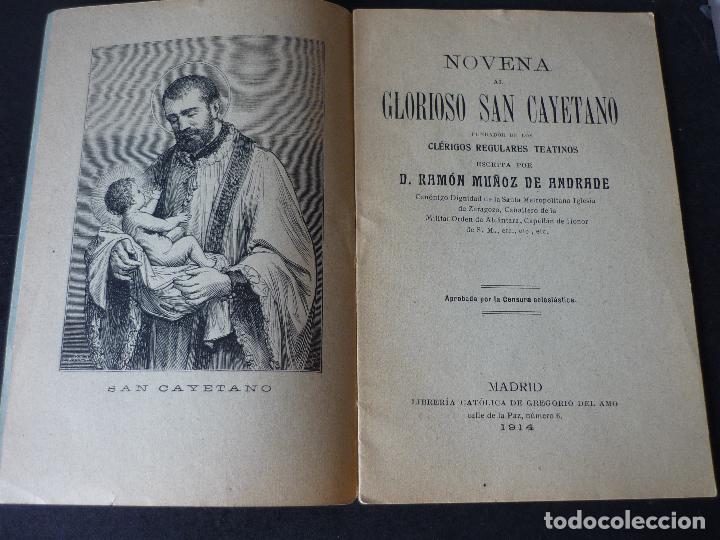 SAN CAYETANO
NOVENA
AL
GLORIOSO SAN CAYETANO
FUNDADOR DE LOS
CLÉRIGOS REGULARES TEATINOS
ESCRITA POR
D. RAMÓN MUÑOZ DE ANDRADE
Canónigo Dignidad de la Santa Metropolitana Iglesia
de Zaragoza, Caballero de la
Militar Orden de Alcántara, Capellán de Honor
de S. M., etc., etc., etc.
Aprobada por la Censura eclesiástica.
MADRID
LIBRERÍA CATÓLICA DE GREGORIO DEL AMO
calle de la Paz, número 6.
1914
todocoleccion.net